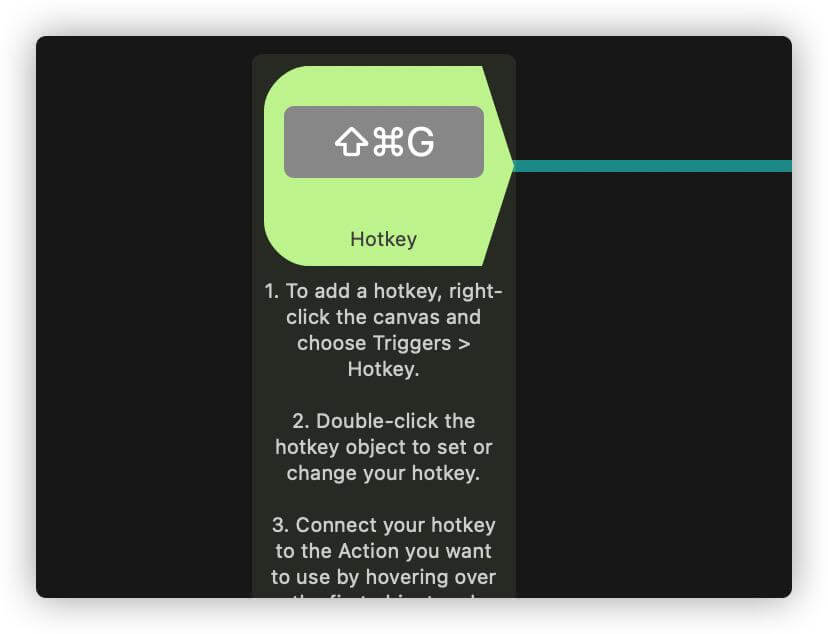 ⇧⌘G
Hotkey
1. To add a hotkey, right-
click the canvas and
choose Triggers >
Hotkey.
2. Double-click the
hotkey object to set or
change your hotkey.
3. Connect your hotkey
to the Action you want
to use by hovering over